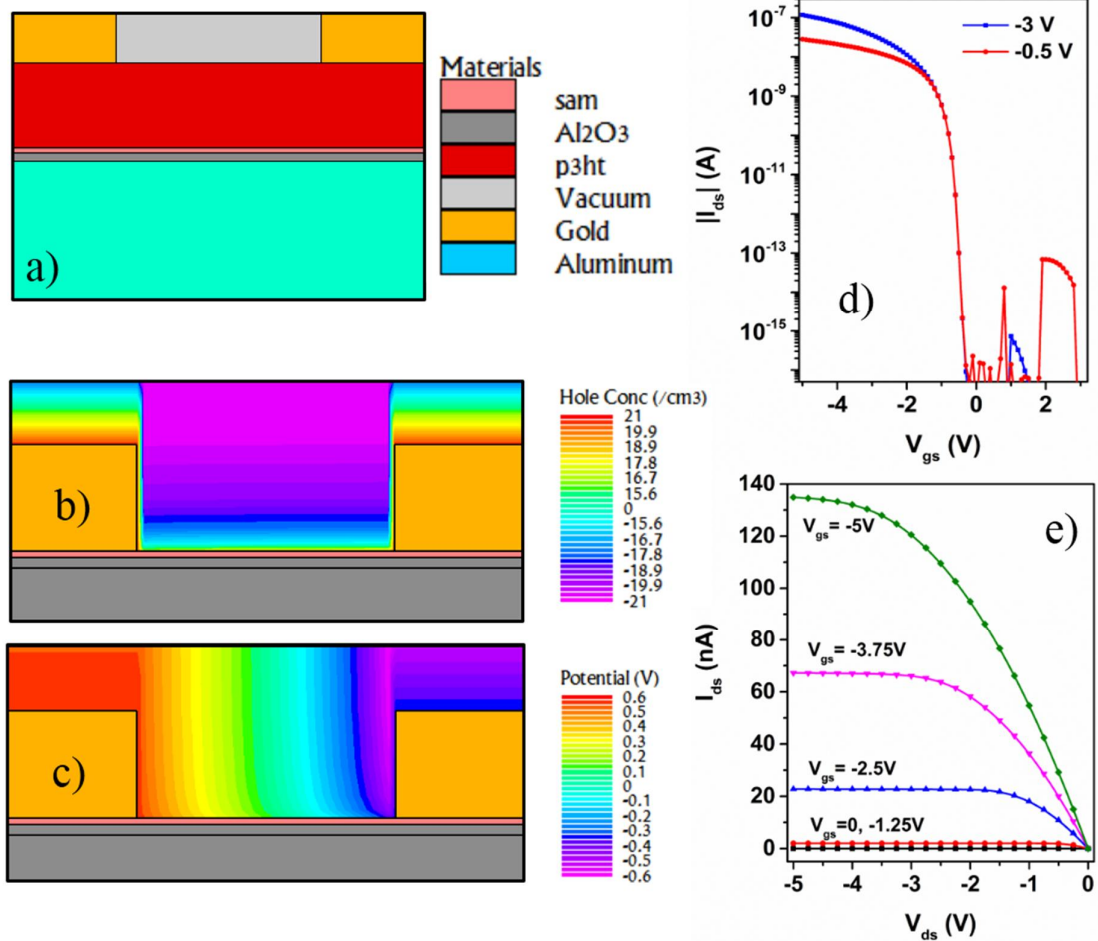 a)
Materials
sam
Al2O3
p3ht
Vacuum
Gold
Aluminum
b)
Hole Conc (/cm3)
21
19.9
18.9
17.8
16.7
15.6
0
-15.6
-16.7
-17.8
-18.9
-19.9
-21
c)
Potential (V)
0.6
0.5
0.4
0.3
0.2
0.1
0
-0.1
-0.2
-0.3
-0.4
-0.5
-0.6
d)
-3 V
-0.5 V
10⁻⁷
10⁻⁹
10⁻¹¹
10⁻¹³
10⁻¹⁵
|Ids| (A)
-4 -2 0 2
Vgs (V)
e)
140
120
100
80
60
40
20
0
Ids (nA)
Vgs= -5V
Vgs= -3.75V
Vgs= -2.5V
Vgs=0, -1.25V
-5 -4 -3 -2 -1 0
Vds (V)